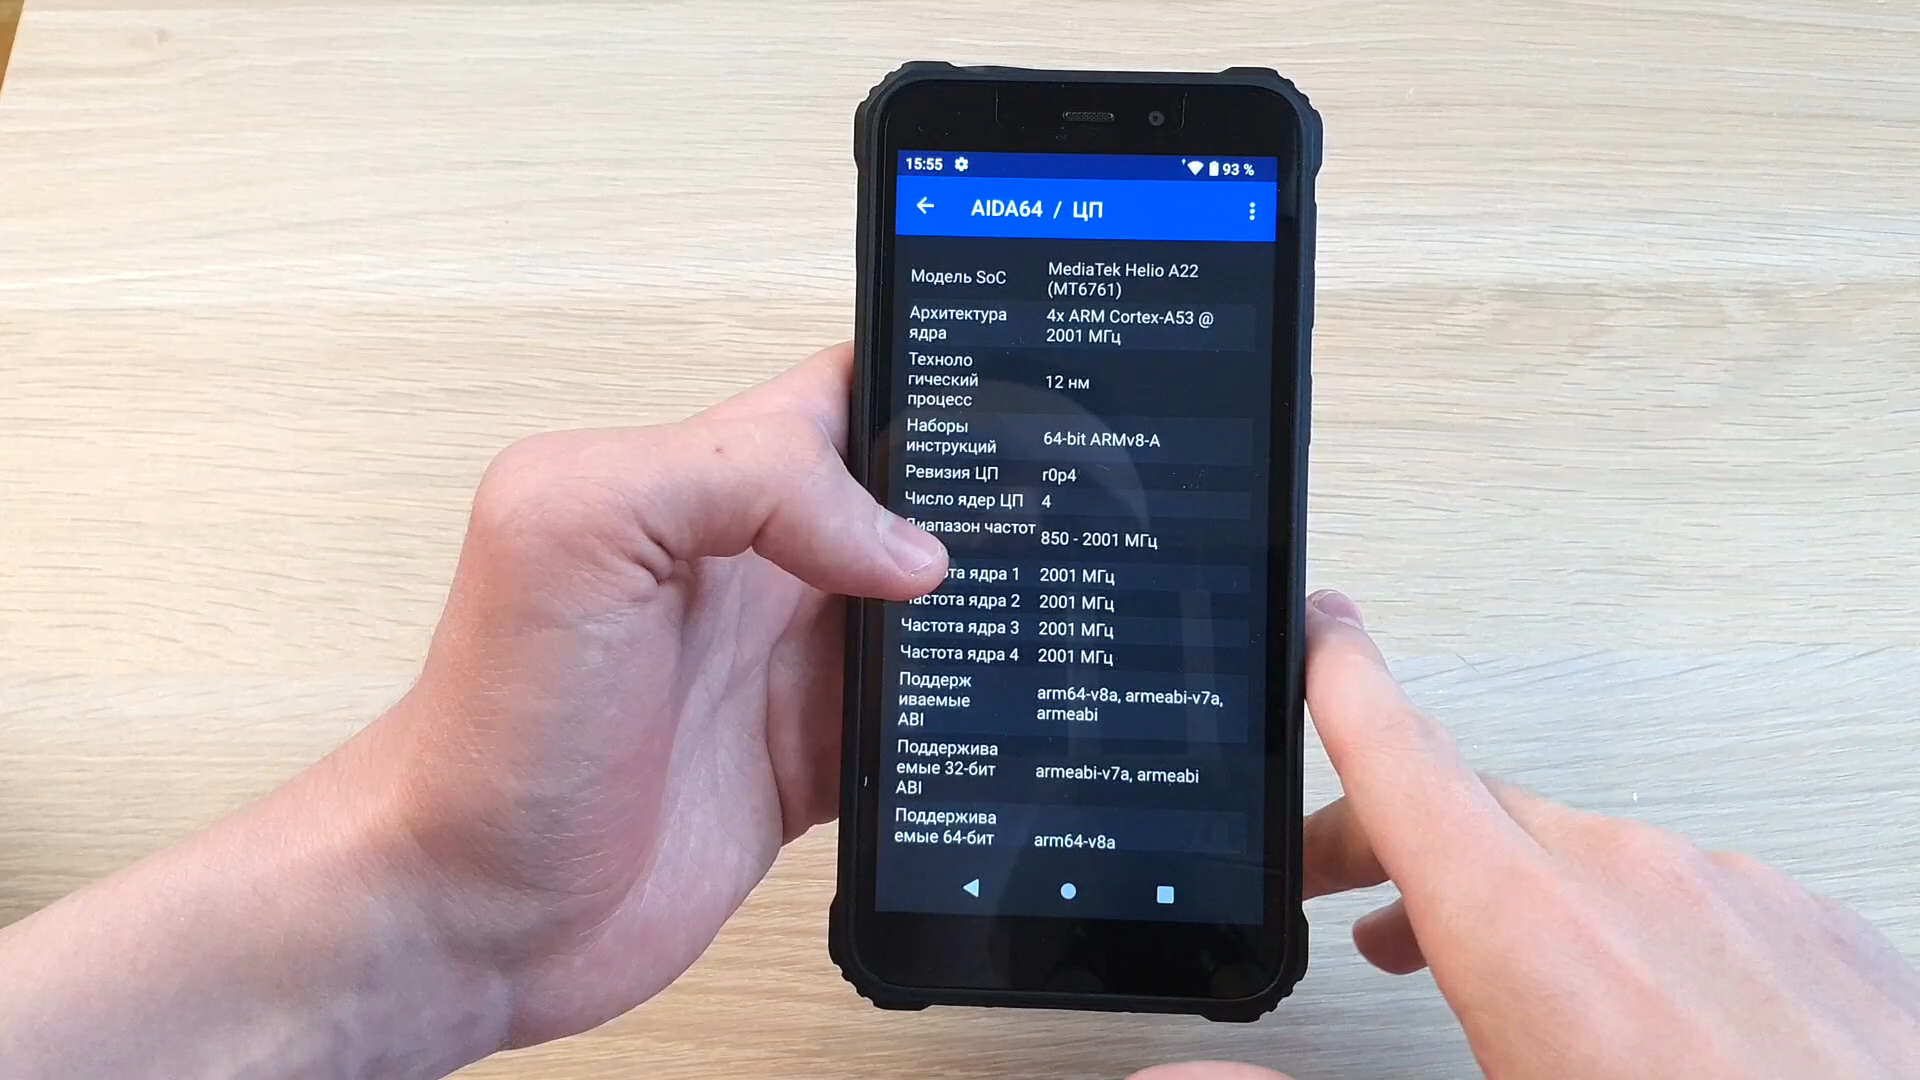 15:55 93 %
AIDA64 / ЦП
Модель SoC
MediaTek Helio A22
(MT6761)
Архитектура
ядра
4x ARM Cortex-A53 @
2001 МГц
Техноло
гический
процесс
12 нм
Наборы
инструкций
64-bit ARMv8-A
Ревизия ЦП
r0p4
Число ядер ЦП
4
Диапазон частот
850 - 2001 МГц
ота ядра 1
2001 МГц
Частота ядра 2
2001 МГц
Частота ядра 3
2001 МГц
Частота ядра 4
2001 МГц
Поддерж
иваемые
ABI
arm64-v8a, armeabi-v7a,
armeabi
Поддержива
емые 32-бит
ABI
armeabi-v7a, armeabi
Поддержива
емые 64-бит
arm64-v8a